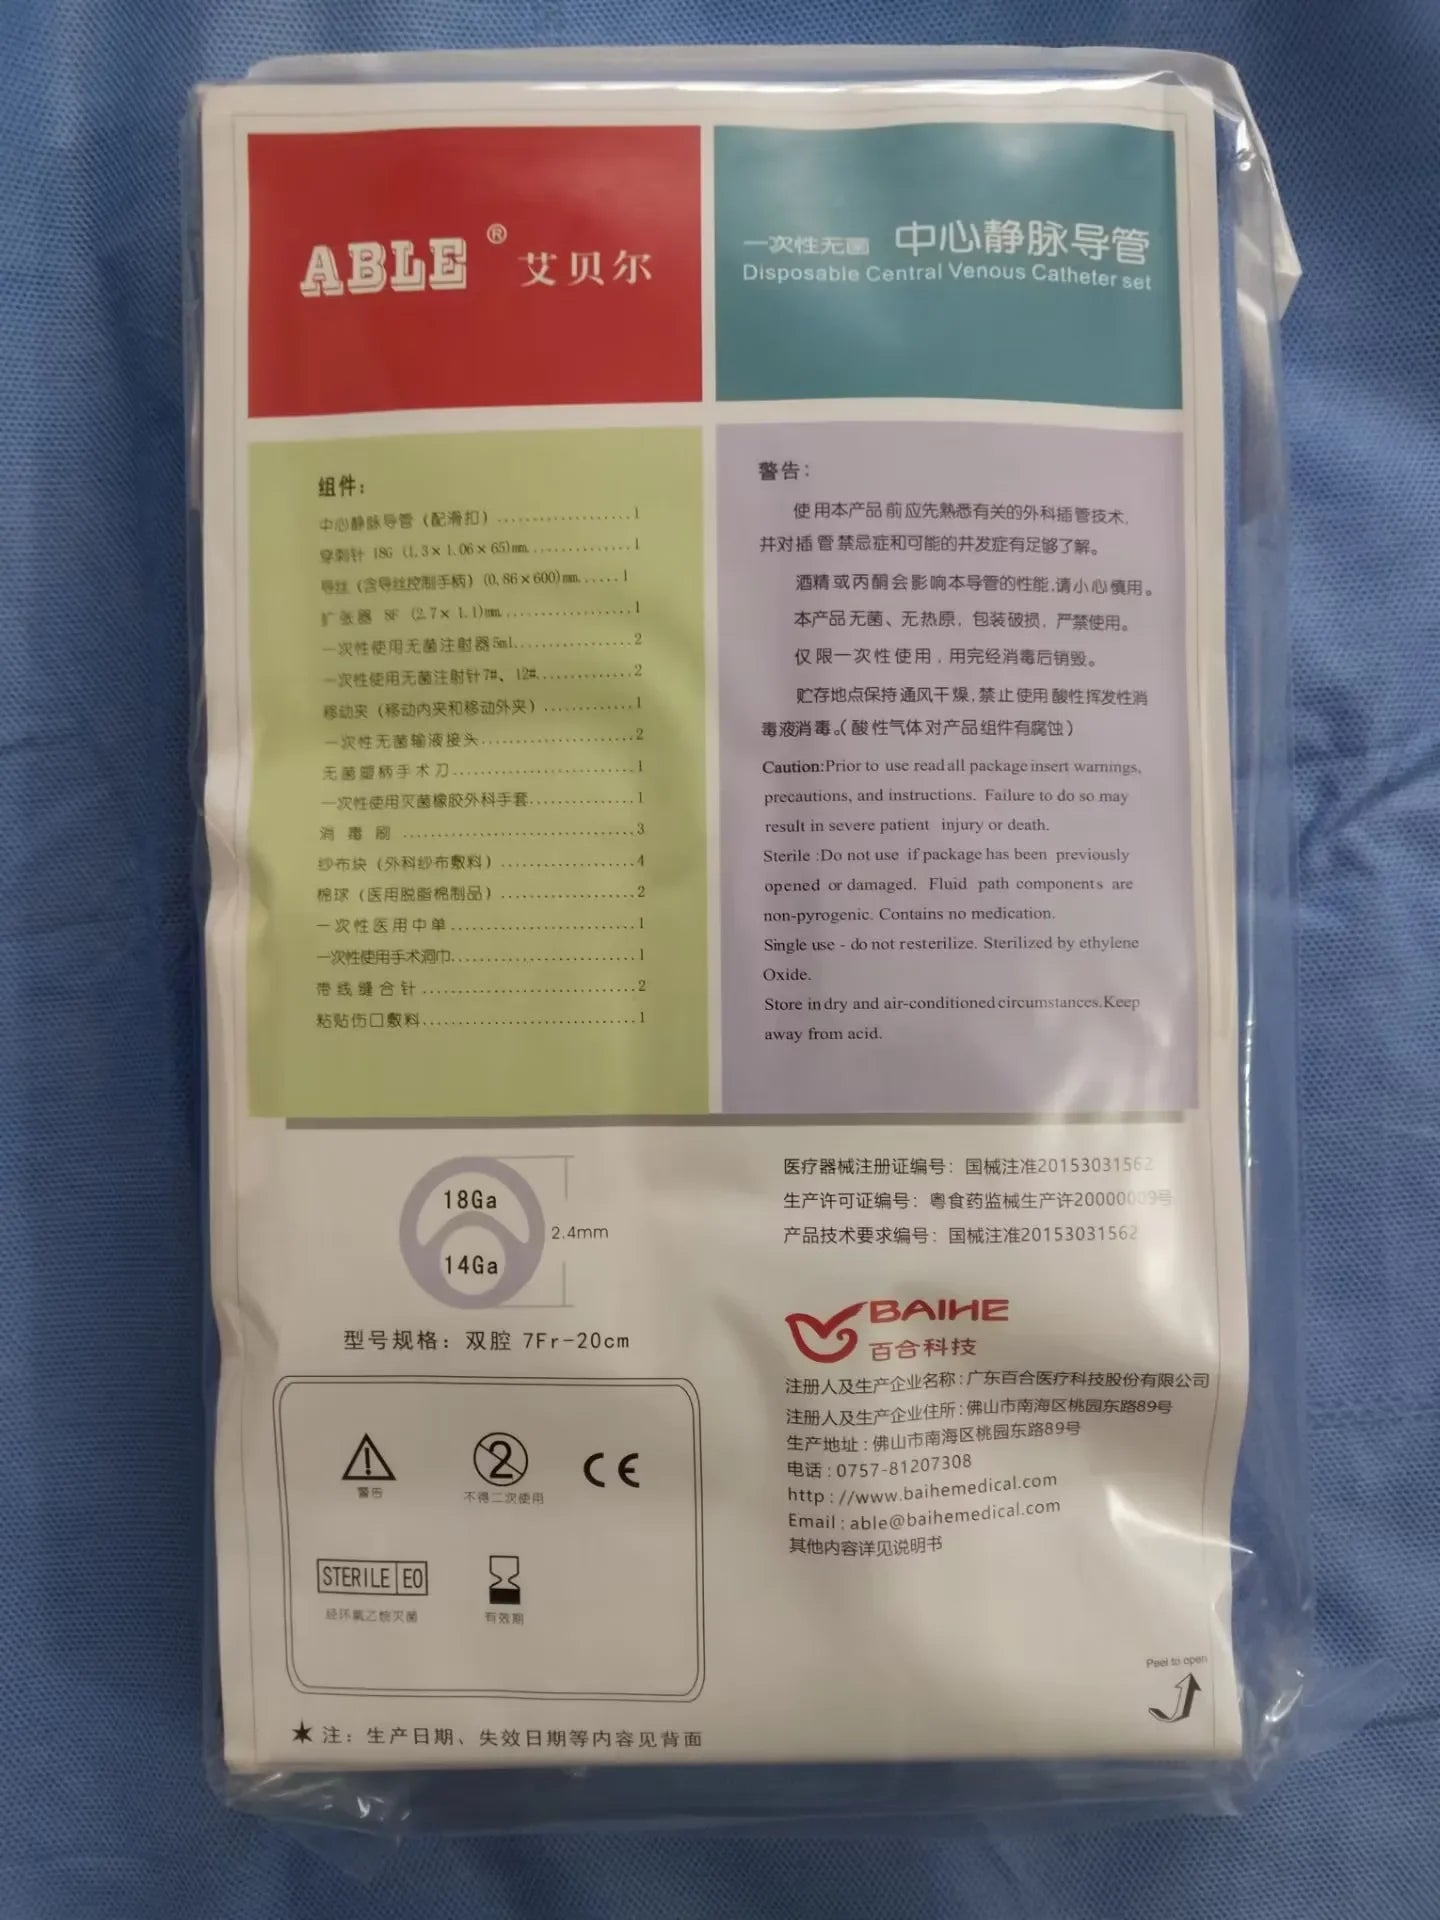 ABLE® 艾贝尔
一次性无菌 中心静脉导管
Disposable Central Venous Catheter set
组件：
中心静脉导管（配滑扣）...................1
穿刺针 18G (1.3×1.06×65)mm...............1
导丝（含导丝控制手柄）(0.86×600)mm......1
扩张器 8F (2.7×1.1)mm..................1
一次性使用无菌注射器5ml.................2
一次性使用无菌注射针7#、12#.............2
移动夹（移动内夹和移动外夹）.............1
一次性无菌输液接头......................2
无菌塑柄手术刀..........................1
一次性使用灭菌橡胶外科手套...............1
消毒刷 .................................3
纱布块（外科纱布敷料）...................4
棉球（医用脱脂棉制品）...................2
一次性医用中单..........................1
一次性使用手术洞巾......................1
带线缝合针..............................2
粘贴伤口敷料............................1
警告：
使用本产品前应先熟悉有关的外科插管技术，
并对插管禁忌症和可能的并发症有足够了解。
酒精或丙酮会影响本导管的性能，请小心慎用。
本产品无菌、无热原，包装破损，严禁使用。
仅限一次性使用，用完经消毒后销毁。
贮存地点保持通风干燥，禁止使用酸性挥发性消
毒液消毒。（酸性气体对产品组件有腐蚀）
Caution:Prior to use read all package insert warnings,
precautions, and instructions. Failure to do so may
result in severe patient injury or death.
Sterile :Do not use if package has been previously
opened or damaged. Fluid path components are
non-pyrogenic. Contains no medication.
Single use - do not resterilize. Sterilized by ethylene
Oxide.
Store in dry and air-conditioned circumstances.Keep
away from acid.
18Ga
14Ga
2.4mm
型号规格：双腔 7Fr-20cm
医疗器械注册证编号：国械注准20153031562
生产许可证编号：粤食药监械生产许20000009号
产品技术要求编号：国械注准20153031562
BAIHE
百合科技
注册人及生产企业名称：广东百合医疗科技股份有限公司
注册人及生产企业住所：佛山市南海区桃园东路89号
生产地址：佛山市南海区桃园东路89号
电话：0757-81207308
http：//www.baihemedical.com
Email：able@baihemedical.com
其他内容详见说明书
警告
2
不得二次使用
CE
STERILE EO
经环氧乙烷灭菌
有效期
Peel to open
★注：生产日期、失效日期等内容见背面